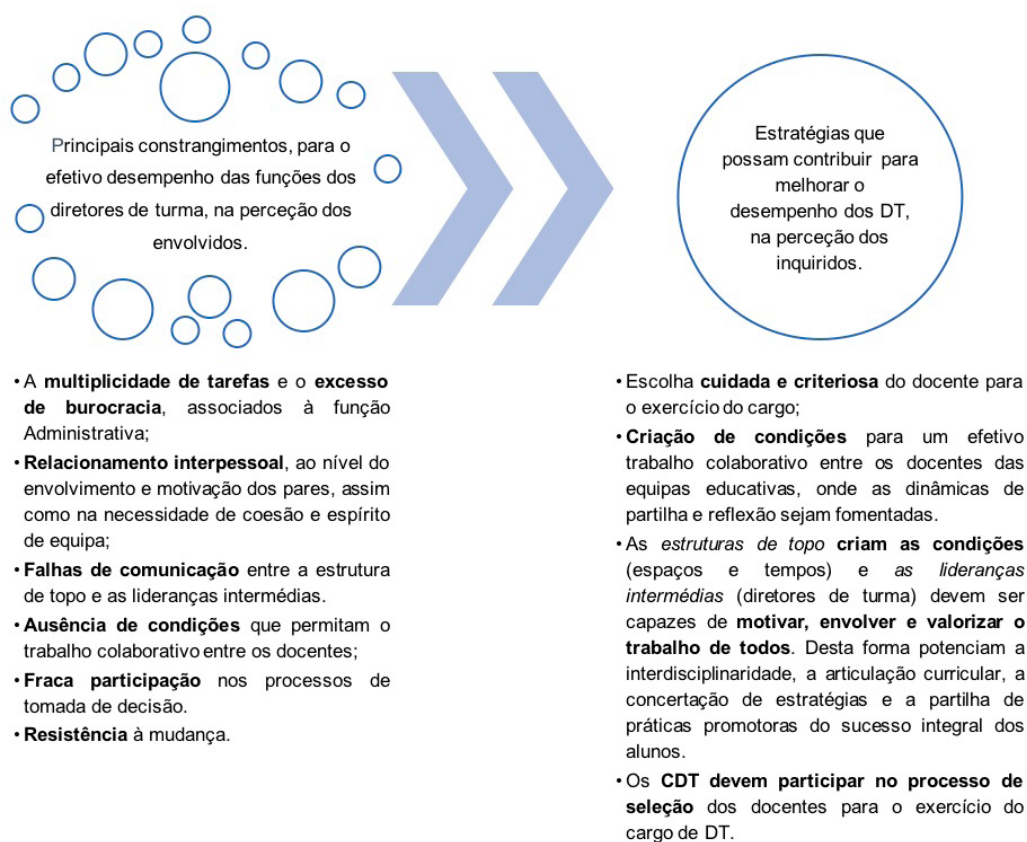 Principais constrangimentos, para o
efetivo desempenho das funções dos
diretores de turma, na perceção dos
envolvidos.
Estratégias que
possam contribuir para
melhorar o
desempenho dos DT,
na perceção dos
inquiridos.
• A multiplicidade de tarefas e o excesso
de burocracia, associados à função
Administrativa;
• Relacionamento interpessoal, ao nível do
envolvimento e motivação dos pares, assim
como na necessidade de coesão e espírito
de equipa;
• Falhas de comunicação entre a estrutura
de topo e as lideranças intermédias.
• Ausência de condições que permitam o
trabalho colaborativo entre os docentes;
• Fraca participação nos processos de
tomada de decisão.
• Resistência à mudança.
• Escolha cuidada e criteriosa do docente para
o exercício do cargo;
• Criação de condições para um efetivo
trabalho colaborativo entre os docentes das
equipas educativas, onde as dinâmicas de
partilha e reflexão sejam fomentadas.
• As estruturas de topo criam as condições
(espaços e tempos) e as lideranças
intermédias (diretores de turma) devem ser
capazes de motivar, envolver e valorizar o
trabalho de todos. Desta forma potenciam a
interdisciplinaridade, a articulação curricular, a
concertação de estratégias e a partilha de
práticas promotoras do sucesso integral dos
alunos.
• Os CDT devem participar no processo de
seleção dos docentes para o exercício do
cargo de DT.